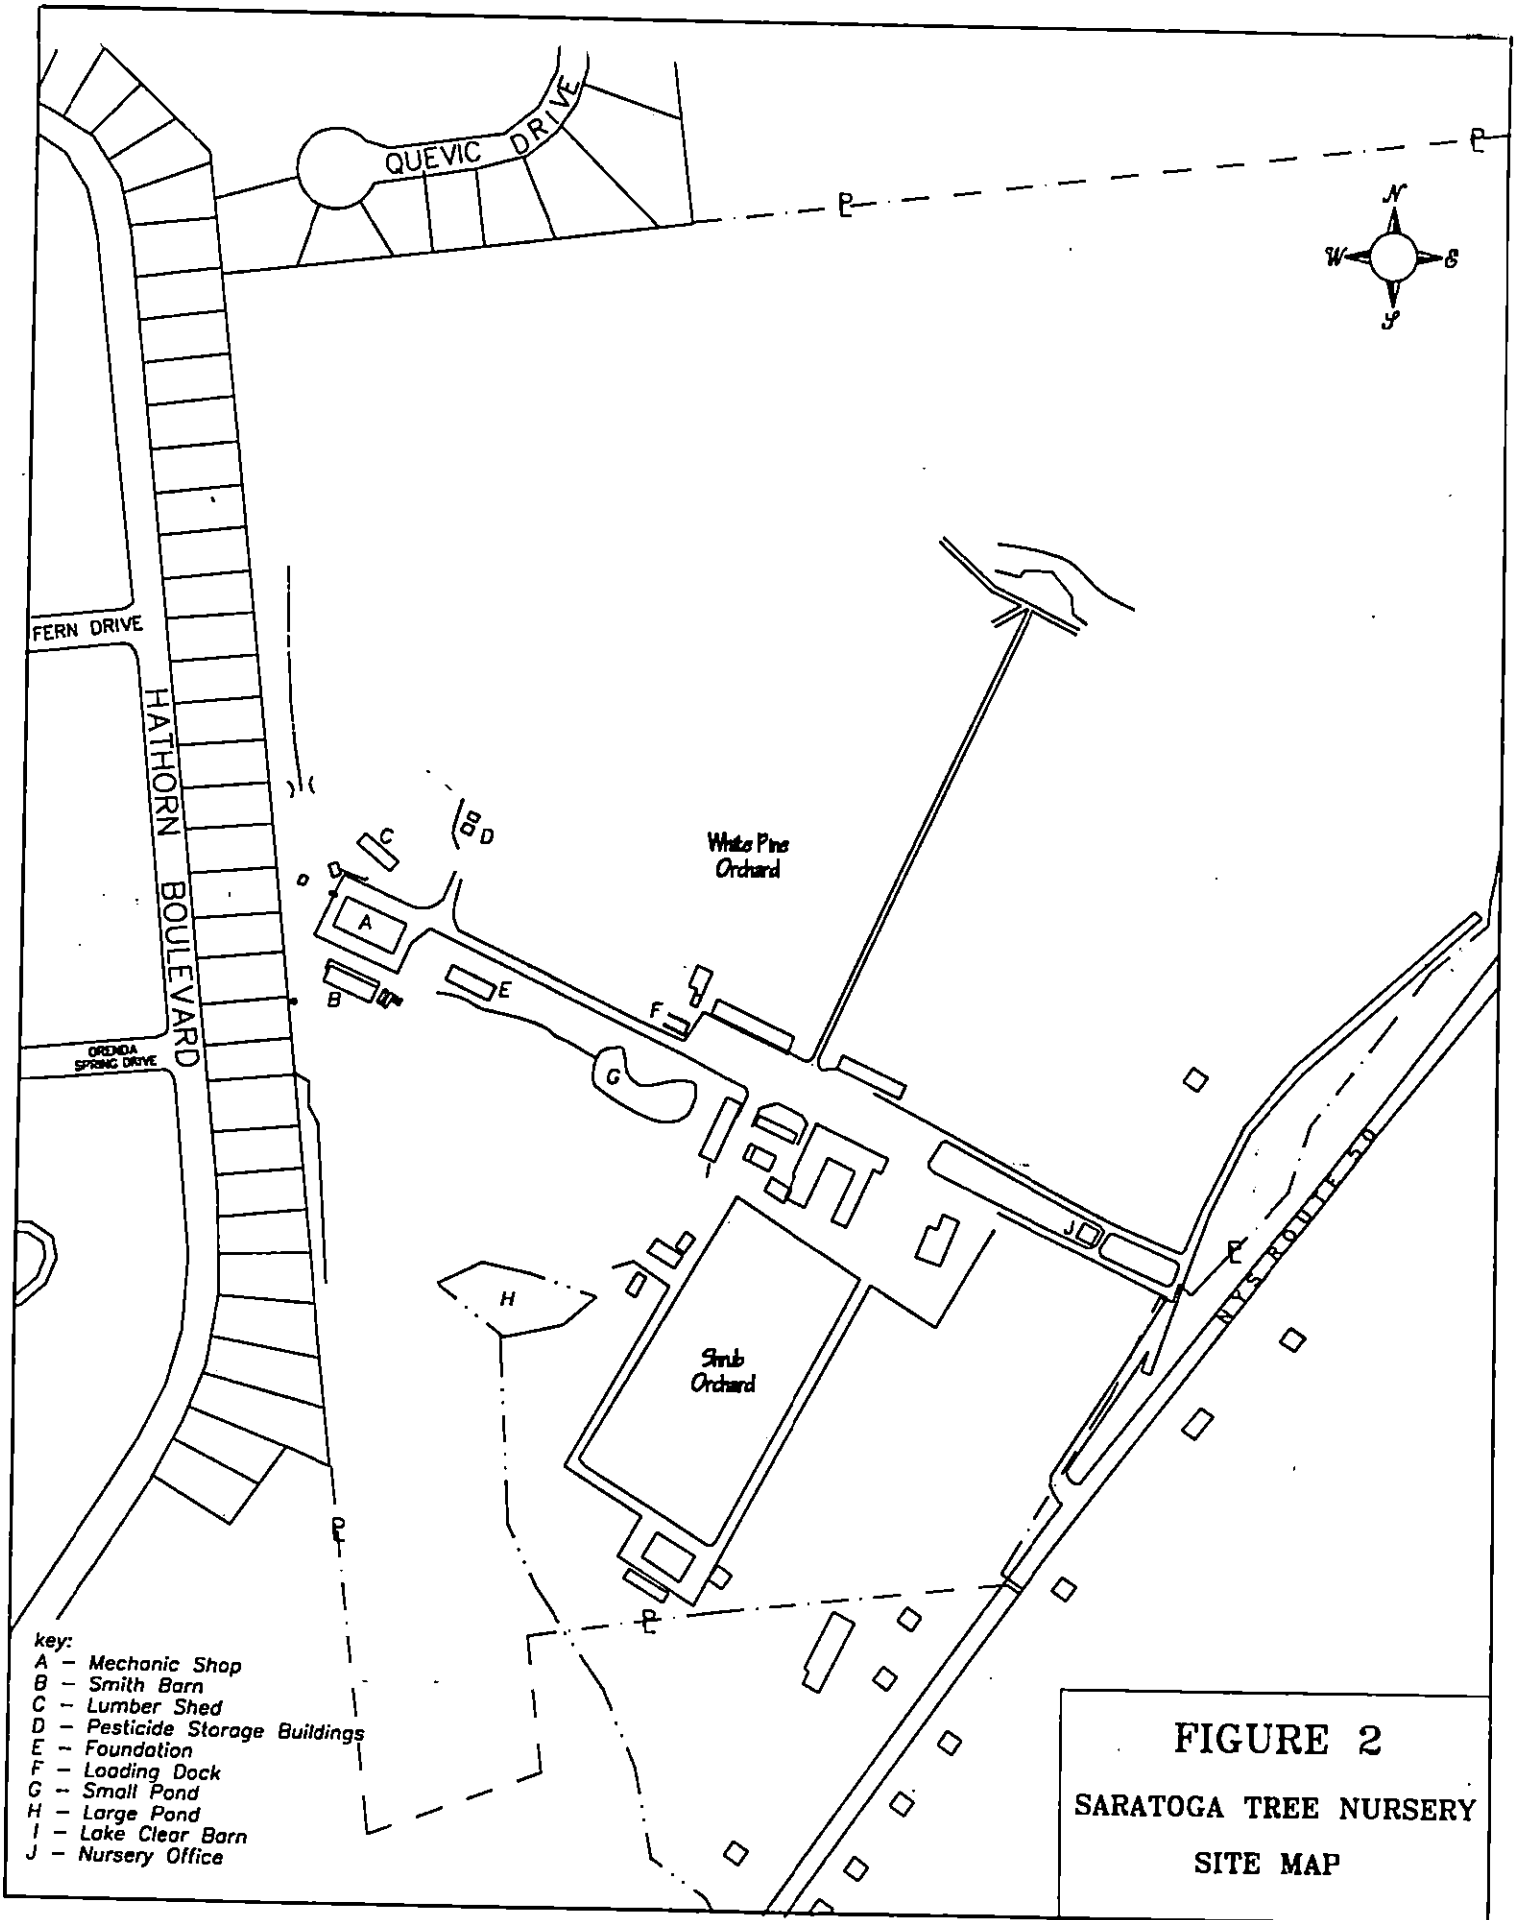 QUEVIC DRIVE
P
P
N
W E
S
FERN DRIVE
HATHORN BOULEVARD
C
D
White Pine
Orchard
A
B
E
F
ORENDA
SPRING DRIVE
G
I
J
NYS ROUTE 50
P
H
Shrub
Orchard
P
P
key:
A - Mechanic Shop
B - Smith Barn
C - Lumber Shed
D - Pesticide Storage Buildings
E - Foundation
F - Loading Dock
G - Small Pond
H - Large Pond
I - Lake Clear Barn
J - Nursery Office
FIGURE 2
SARATOGA TREE NURSERY
SITE MAP